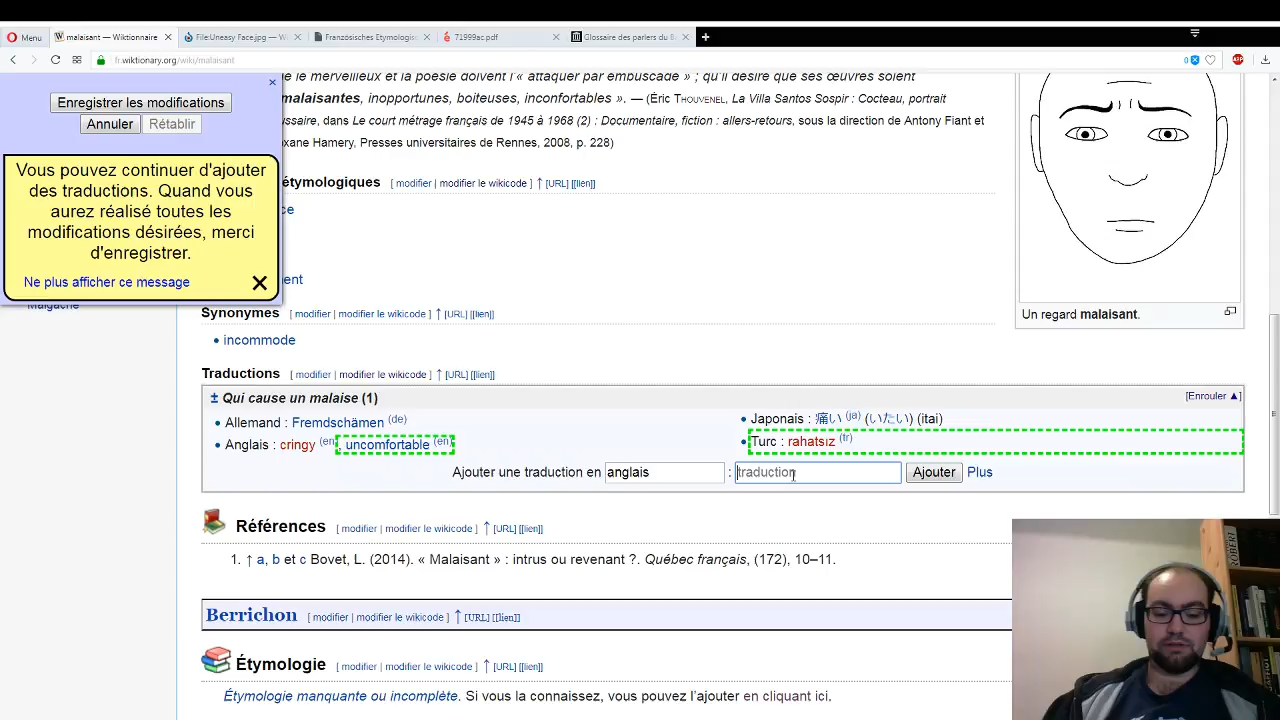 Menu
malaisant — Wiktionnaire
File:Uneasy Face.jpg — Wi
Französisches Etymologis
71999ac.pdf
Glossaire des parlers du B
fr.wiktionary.org/wiki/malaisant
0
ABP
e le merveilleux et la poésie doivent l'« attaquer par embuscade » ; qu'il désire que ses œuvres soient
malaisantes, inopportunes, boiteuses, inconfortables ». — (Éric Thouvenel, La Villa Santos Sospir : Cocteau, portrait
ussaire, dans Le court métrage français de 1945 à 1968 (2) : Documentaire, fiction : allers-retours, sous la direction de Antony Fiant et
oxane Hamery, Presses universitaires de Rennes, 2008, p. 228)
Enregistrer les modifications
Annuler
Rétablir
Vous pouvez continuer d'ajouter
des traductions. Quand vous
aurez réalisé toutes les
modifications désirées, merci
d'enregistrer.
Ne plus afficher ce message
étymologiques [ modifier | modifier le wikicode ] ↑ [URL] [[lien]]
ce
ent
Malgache
Un regard malaisant.
Synonymes [ modifier | modifier le wikicode ] ↑ [URL] [[lien]]
• incommode
Traductions [ modifier | modifier le wikicode ] ↑ [URL] [[lien]]
± Qui cause un malaise (1)
[Enrouler ▲]
• Allemand : Fremdschämen (de)
• Anglais : cringy (en), uncomfortable (en)
• Japonais : 痛い (ja) (いたい) (itai)
• Turc : rahatsız (tr)
Ajouter une traduction en anglais : traduction Ajouter Plus
Références [ modifier | modifier le wikicode ] ↑ [URL] [[lien]]
1. ↑ a, b et c Bovet, L. (2014). « Malaisant » : intrus ou revenant ?. Québec français, (172), 10–11.
Berrichon [ modifier | modifier le wikicode ] ↑ [URL] [[lien]]
Étymologie [ modifier | modifier le wikicode ] ↑ [URL] [[lien]]
Étymologie manquante ou incomplète. Si vous la connaissez, vous pouvez l'ajouter en cliquant ici.